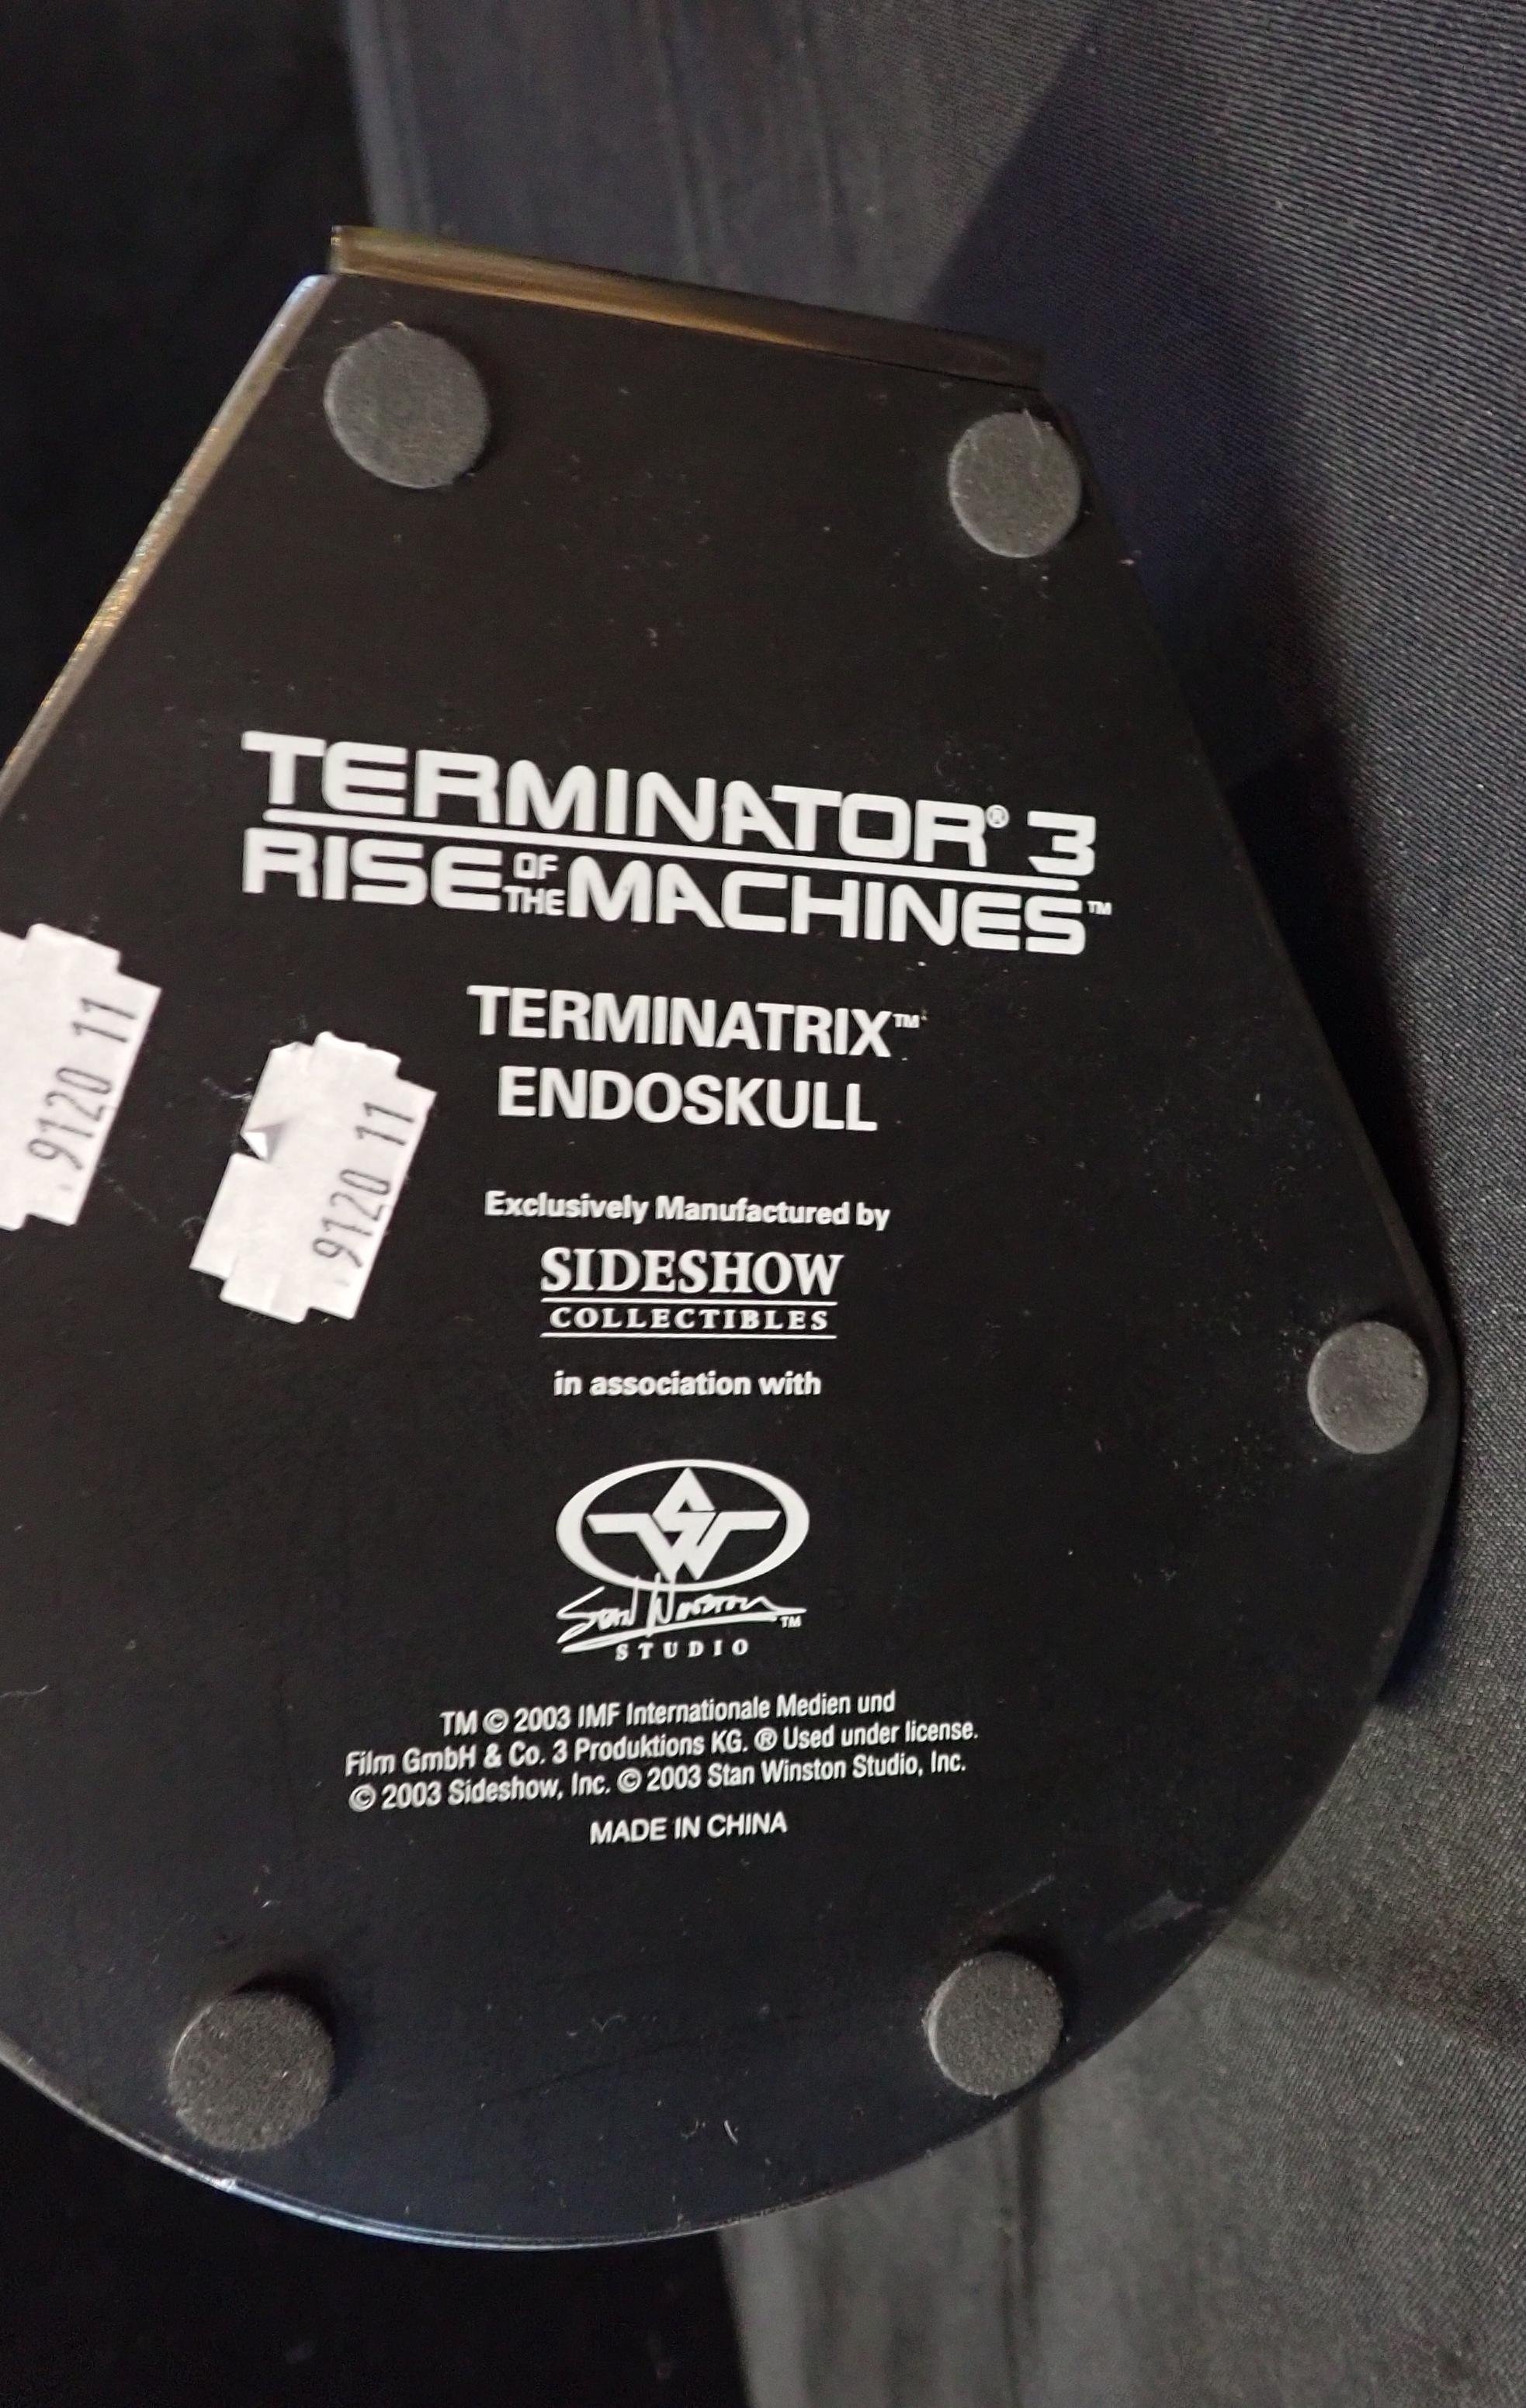 TERMINATOR® 3
RISE OF THE MACHINES™
TERMINATRIX™
ENDOSKULL
Exclusively Manufactured by
SIDESHOW
COLLECTIBLES
in association with
SW
Stan Winston™
STUDIO
TM © 2003 IMF Internationale Medien und
Film GmbH & Co. 3 Produktions KG. ® Used under license.
© 2003 Sideshow, Inc. © 2003 Stan Winston Studio, Inc.
MADE IN CHINA
.9120 11
.9120 11